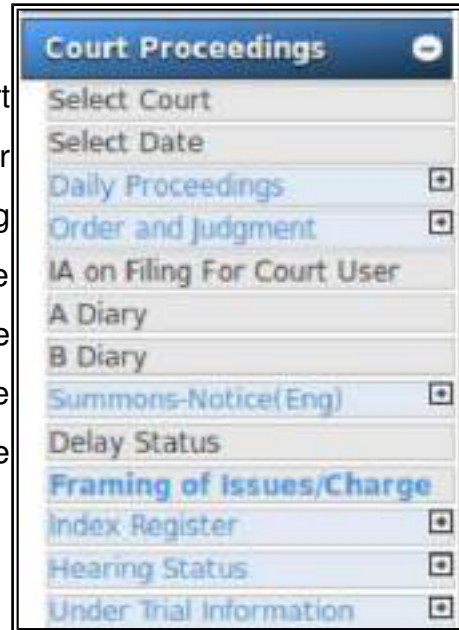 Court Proceedings
Select Court
Select Date
Daily Proceedings
Order and Judgment
IA on Filing For Court User
A Diary
B Diary
Summons-Notice(Eng)
Delay Status
Framing of Issues/Charge
Index Register
Hearing Status
Under Trial Information